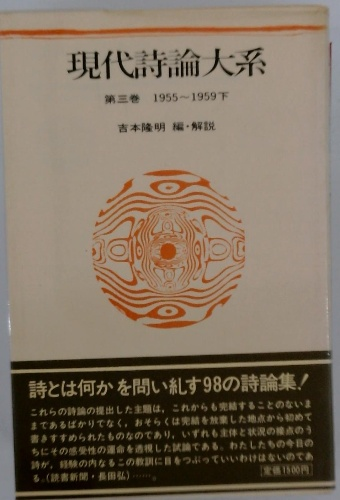 現代詩論大系
第三巻 1955〜1959下
吉本隆明 編・解説
詩とは何かを問い糺す98の詩論集!
これらの詩論の提出した主題は，これからも完結することのないま
まであるばかりでなく，おそらくは完結を放棄した地点から初めて
書きすすめられたものなのであり，いずれも主体と状況の接点のう
ちにその感受性の運命を透視した試論である。わたしたちの今日の
詩が，経験の内なるこの教訓に目をつぶっていいわけはないのであ
る。(読書新聞・長田弘)……。
定価1500円